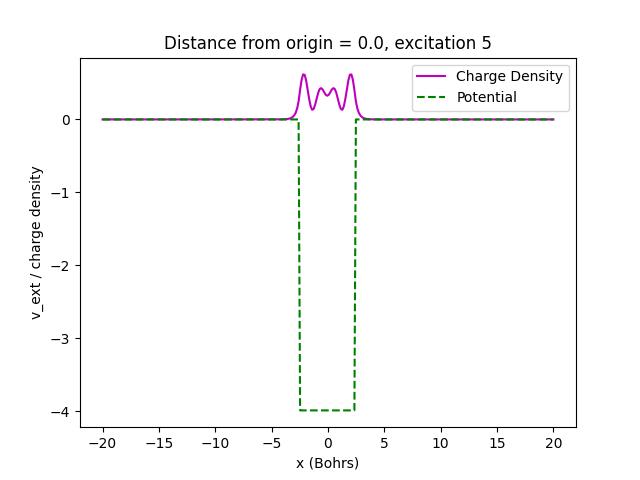 Distance from origin = 0.0, excitation 5
Charge Density
Potential
0
−1
−2
−3
−4
v_ext / charge density
−20
−15
−10
−5
0
5
10
15
20
x (Bohrs)